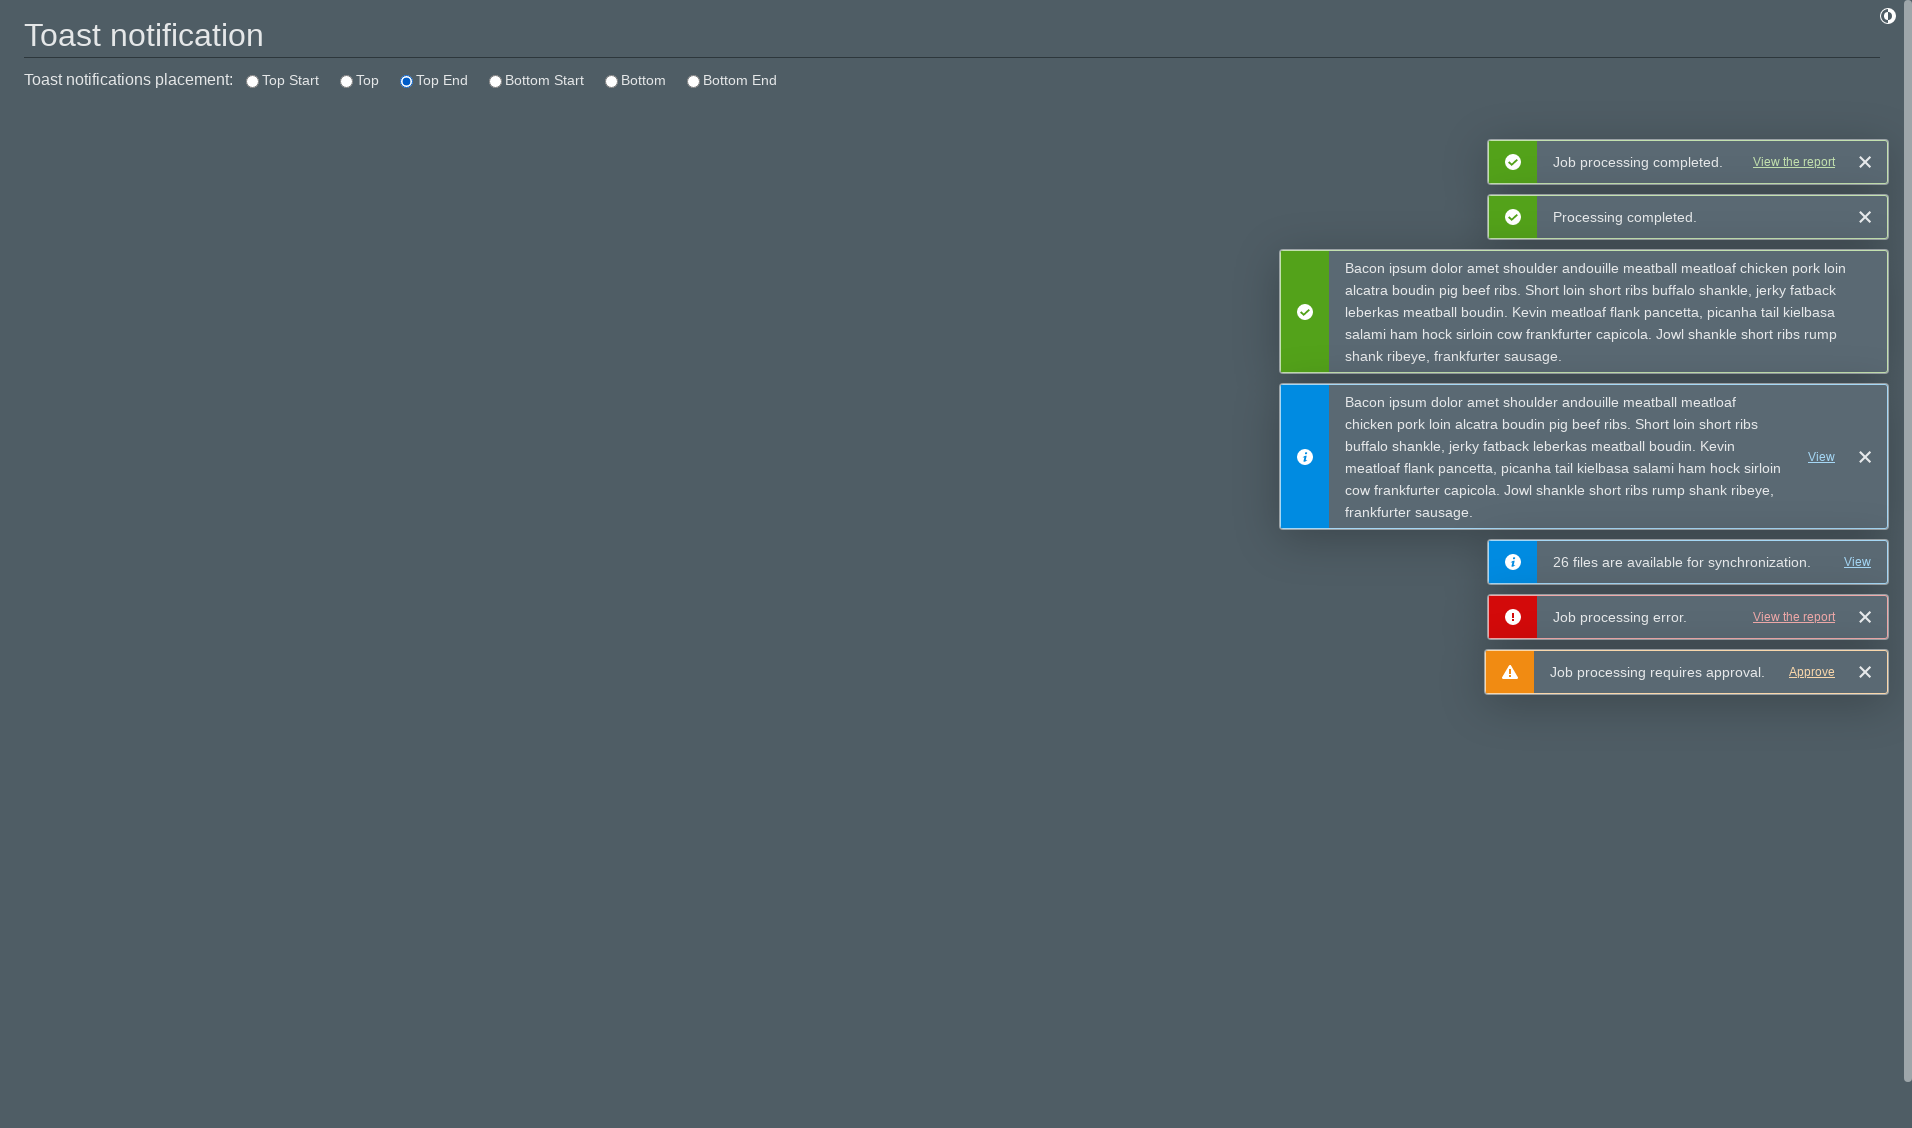 Toast notification
Toast notifications placement: Top Start Top Top End Bottom Start Bottom Bottom End
Job processing completed. View the report
Processing completed.
Bacon ipsum dolor amet shoulder andouille meatball meatloaf chicken pork loin
alcatra boudin pig beef ribs. Short loin short ribs buffalo shankle, jerky fatback
leberkas meatball boudin. Kevin meatloaf flank pancetta, picanha tail kielbasa
salami ham hock sirloin cow frankfurter capicola. Jowl shankle short ribs rump
shank ribeye, frankfurter sausage.
Bacon ipsum dolor amet shoulder andouille meatball meatloaf
chicken pork loin alcatra boudin pig beef ribs. Short loin short ribs
buffalo shankle, jerky fatback leberkas meatball boudin. Kevin
meatloaf flank pancetta, picanha tail kielbasa salami ham hock sirloin
cow frankfurter capicola. Jowl shankle short ribs rump shank ribeye,
frankfurter sausage.
View
26 files are available for synchronization. View
Job processing error. View the report
Job processing requires approval. Approve